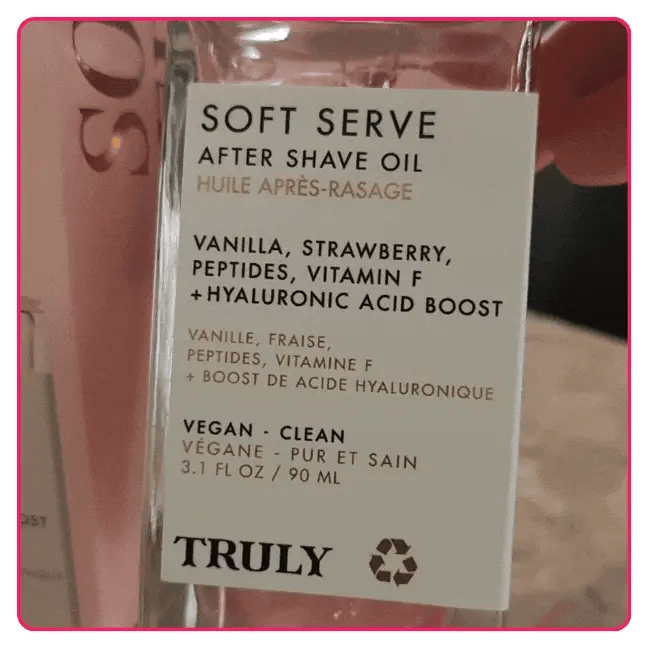 SO
SOFT SERVE
AFTER SHAVE OIL
HUILE APRÈS-RASAGE
VANILLA, STRAWBERRY,
PEPTIDES, VITAMIN F
+HYALURONIC ACID BOOST
VANILLE, FRAISE,
PEPTIDES, VITAMINE F
+ BOOST DE ACIDE HYALURONIQUE
VEGAN - CLEAN
VÉGANE - PUR ET SAIN
3.1 FL OZ / 90 ML
TRULY